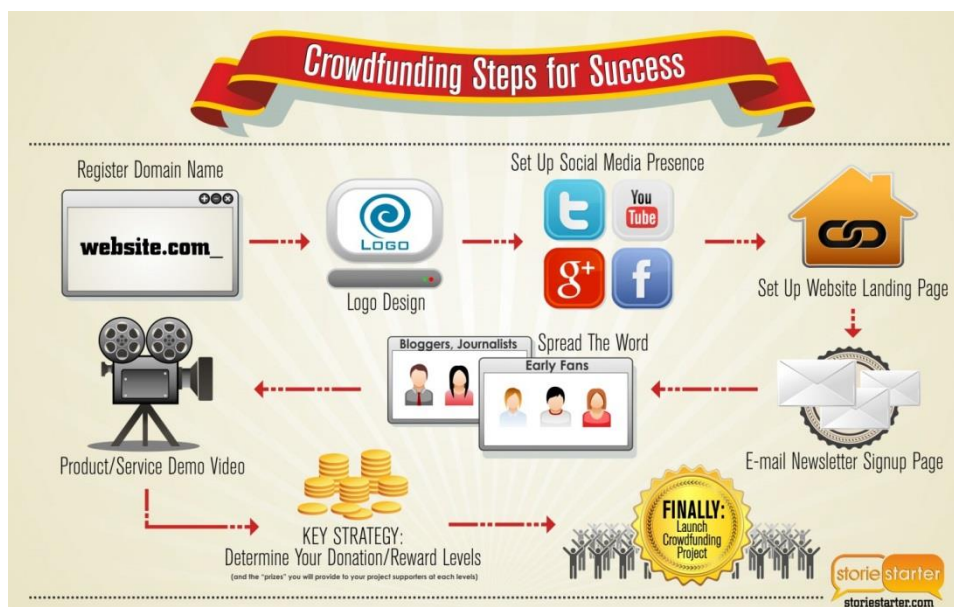 Crowdfunding Steps for Success
Register Domain Name
website.com_
LOGO
Logo Design
Set Up Social Media Presence
t
You
Tube
g+
f
Set Up Website Landing Page
E-mail Newsletter Signup Page
Spread The Word
Bloggers, Journalists
Early Fans
Product/Service Demo Video
KEY STRATEGY:
Determine Your Donation/Reward Levels
(and the "prizes" you will provide to your project supporters at each levels)
FINALLY:
Launch
Crowdfunding
Project
storie starter
storiestarter.com